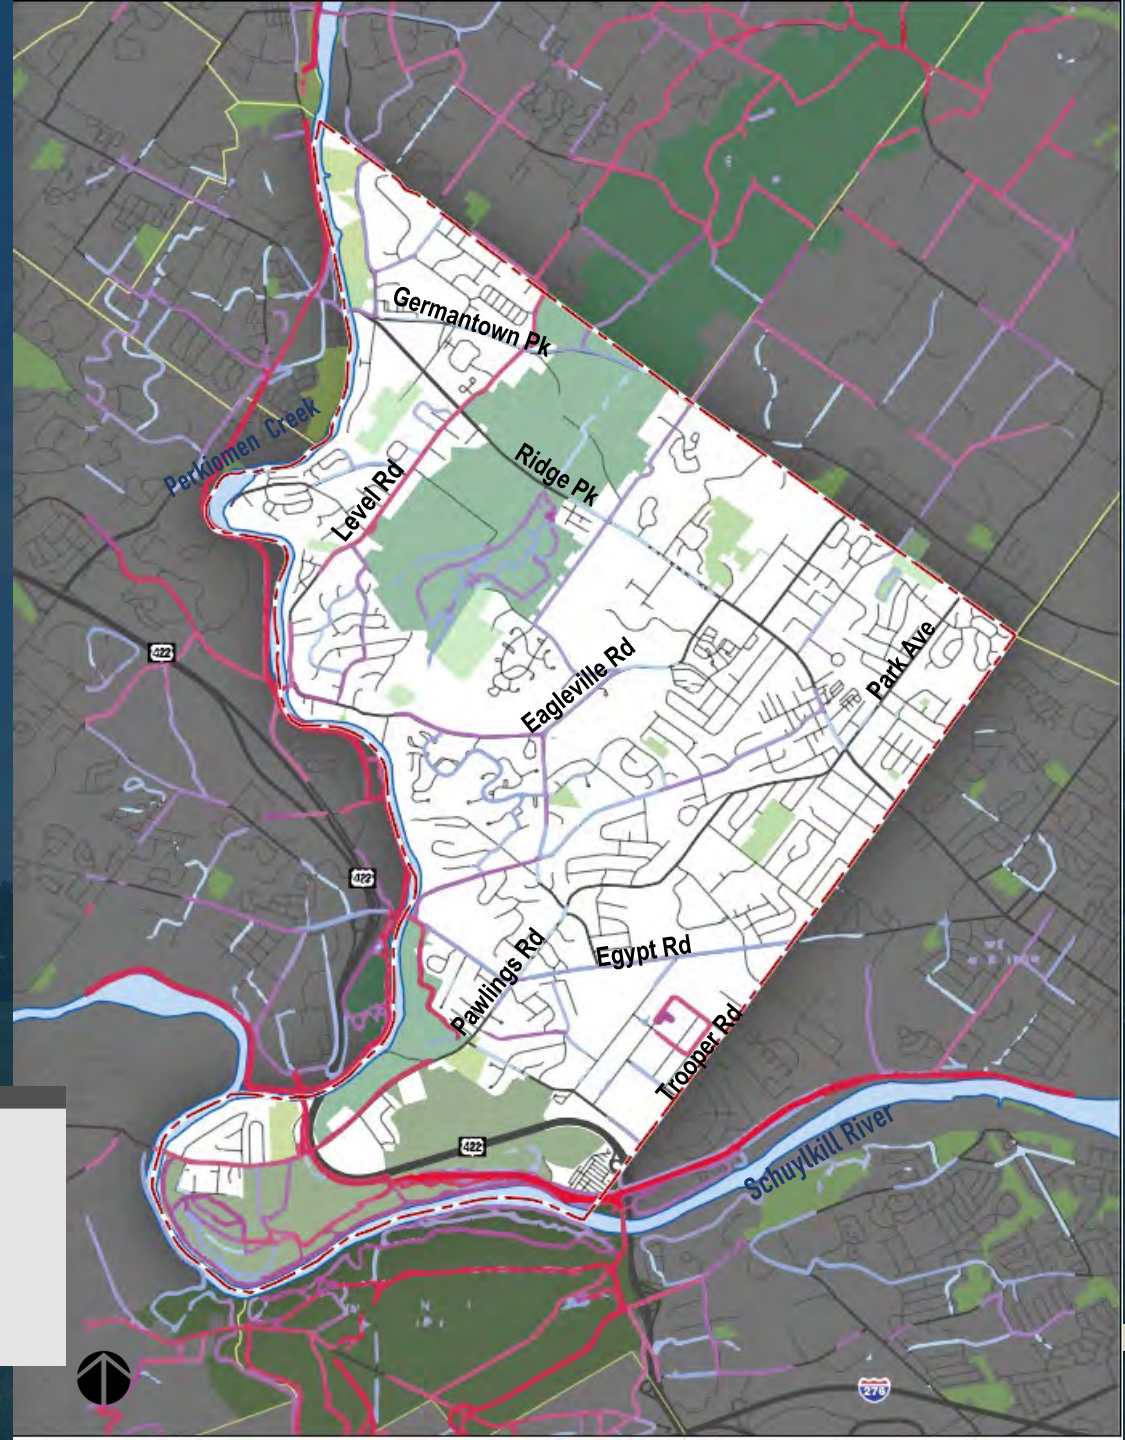 Germantown Pk
Perkiomen Creek
Level Rd
Ridge Pk
422
Eagleville Rd
Park Ave
422
Pawlings Rd
Egypt Rd
Trooper Rd
422
Schuylkill River
276